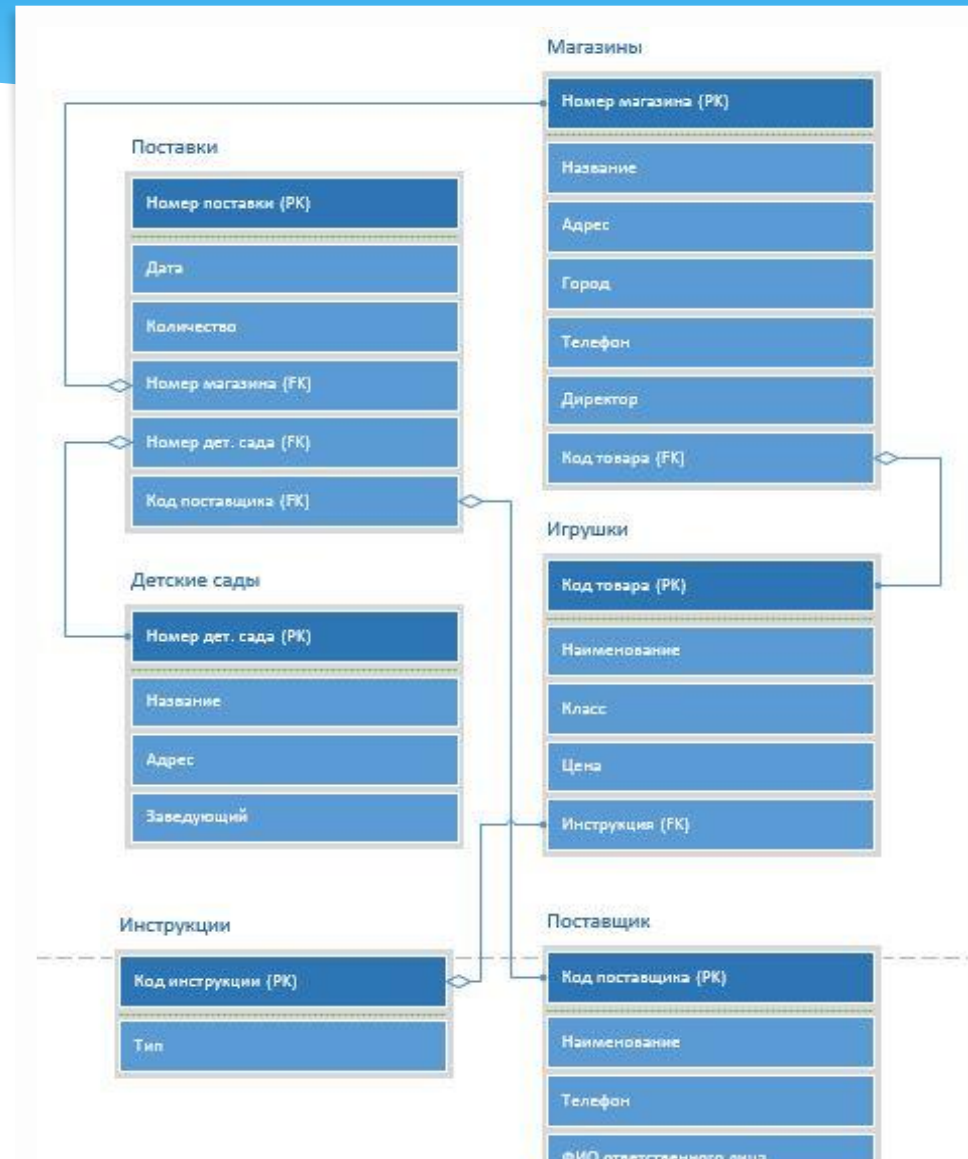 Магазины
Номер магазина (PK)
Название
Адрес
Город
Телефон
Директор
Код товара (FK)
Поставки
Номер поставки (PK)
Дата
Количество
Номер магазина (FK)
Номер дет. сада (FK)
Код поставщика (FK)
Игрушки
Код товара (PK)
Наименование
Класс
Цена
Инструкция (FK)
Детские сады
Номер дет. сада (PK)
Название
Адрес
Заведующий
Инструкции
Код инструкции (PK)
Тип
Поставщик
Код поставщика (PK)
Наименование
Телефон
ФИО ответственного лица